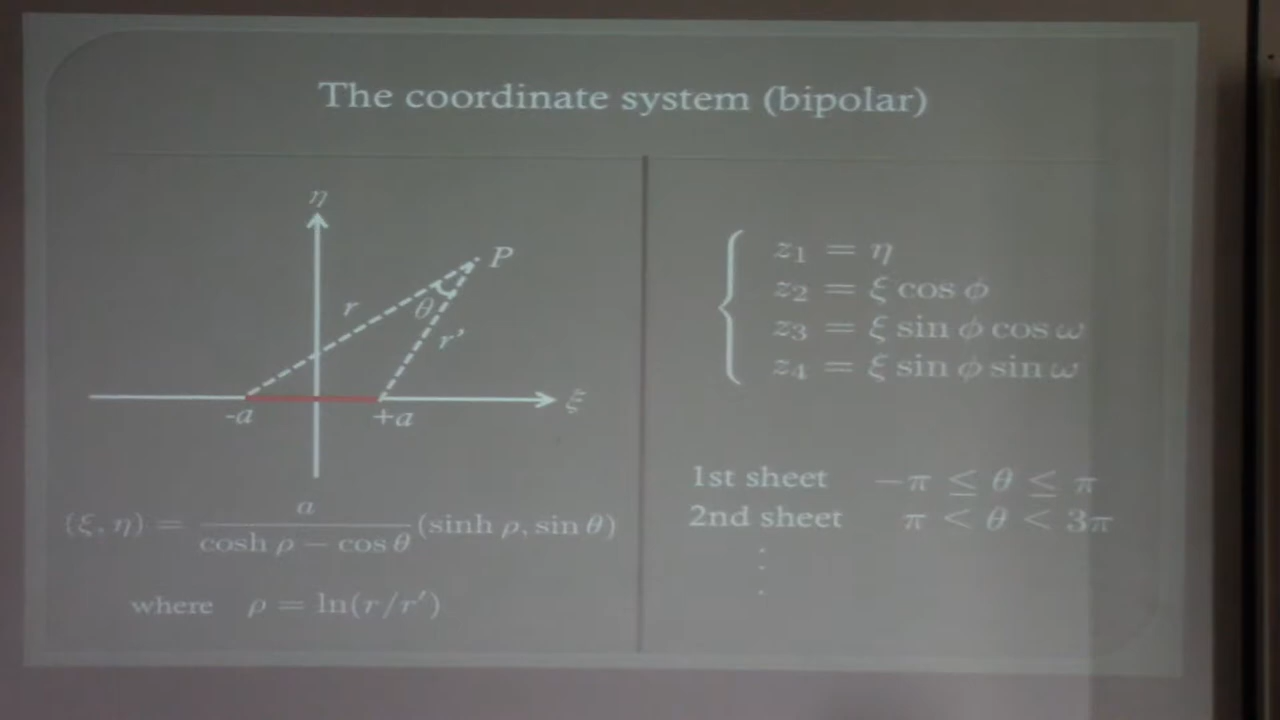 The coordinate system (bipolar)
η
P
θ
r
r'
-a
+a
ξ
(ξ, η) = a / (cosh ρ − cos θ) (sinh ρ, sin θ)
where ρ = ln(r/r′)
z₁ = η
z₂ = ξ cos ϕ
z₃ = ξ sin ϕ cos ω
z₄ = ξ sin ϕ sin ω
1st sheet −π ≤ θ ≤ π
2nd sheet π < θ < 3π
⋮